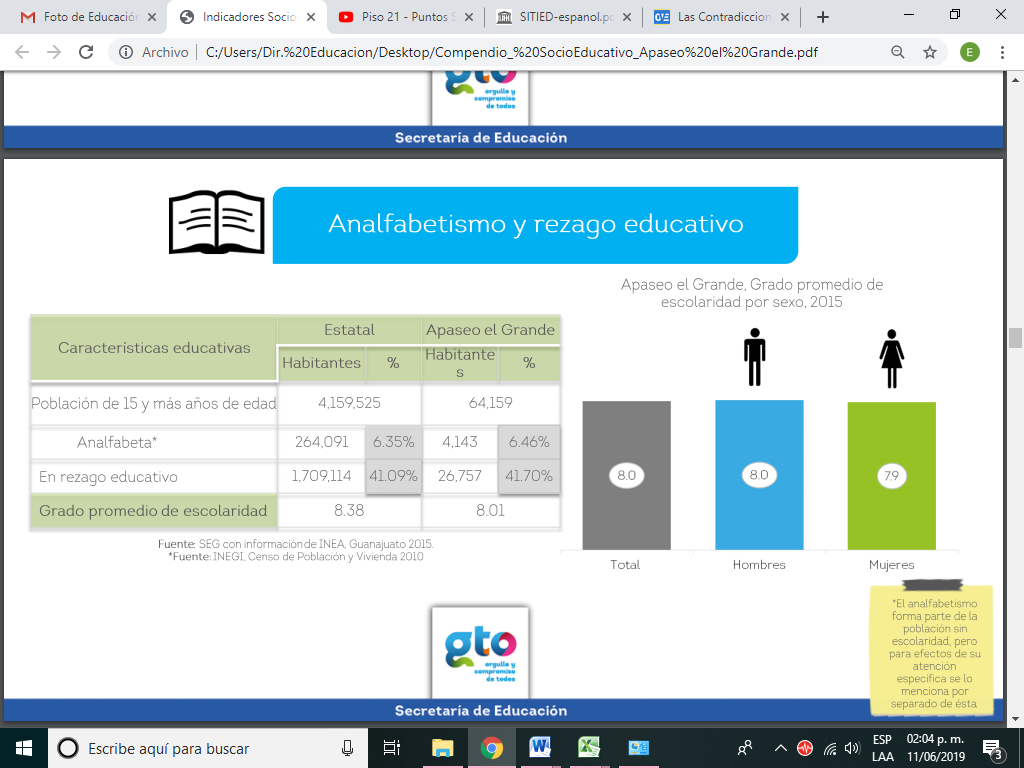 Foto de Educació
Indicadores Socio
Piso 21 - Puntos S
SITIED-espanol.pd
Las Contradiccion
Archivo
C:/Users/Dir.%20Educacion/Desktop/Compendio_%20SocioEducativo_Apaseo%20el%20Grande.pdf
E
gto
orgullo y
compromiso
de todos
Secretaría de Educación
Analfabetismo y rezago educativo
Apaseo el Grande, Grado promedio de
escolaridad por sexo, 2015
Características educativas
Estatal
Apaseo el Grande
Habitantes
%
Habitante
s
%
Población de 15 y más años de edad
4,159,525
64,159
Analfabeta*
264,091
6.35%
4,143
6.46%
En rezago educativo
1,709,114
41.09%
26,757
41.70%
Grado promedio de escolaridad
8.38
8.01
Fuente: SEG con información de INEA; Guanajuato 2015.
*Fuente: INEGI, Censo de Población y Vivienda 2010
8.0
8.0
7.9
Total
Hombres
Mujeres
*El analfabetismo
forma parte de la
población sin
escolaridad, pero
para efectos de su
atención
específica se lo
menciona por
separado de ésta
gto
orgullo y
compromiso
de todos
Secretaría de Educación
Escribe aquí para buscar
ESP
LAA
02:04 p. m.
11/06/2019
3